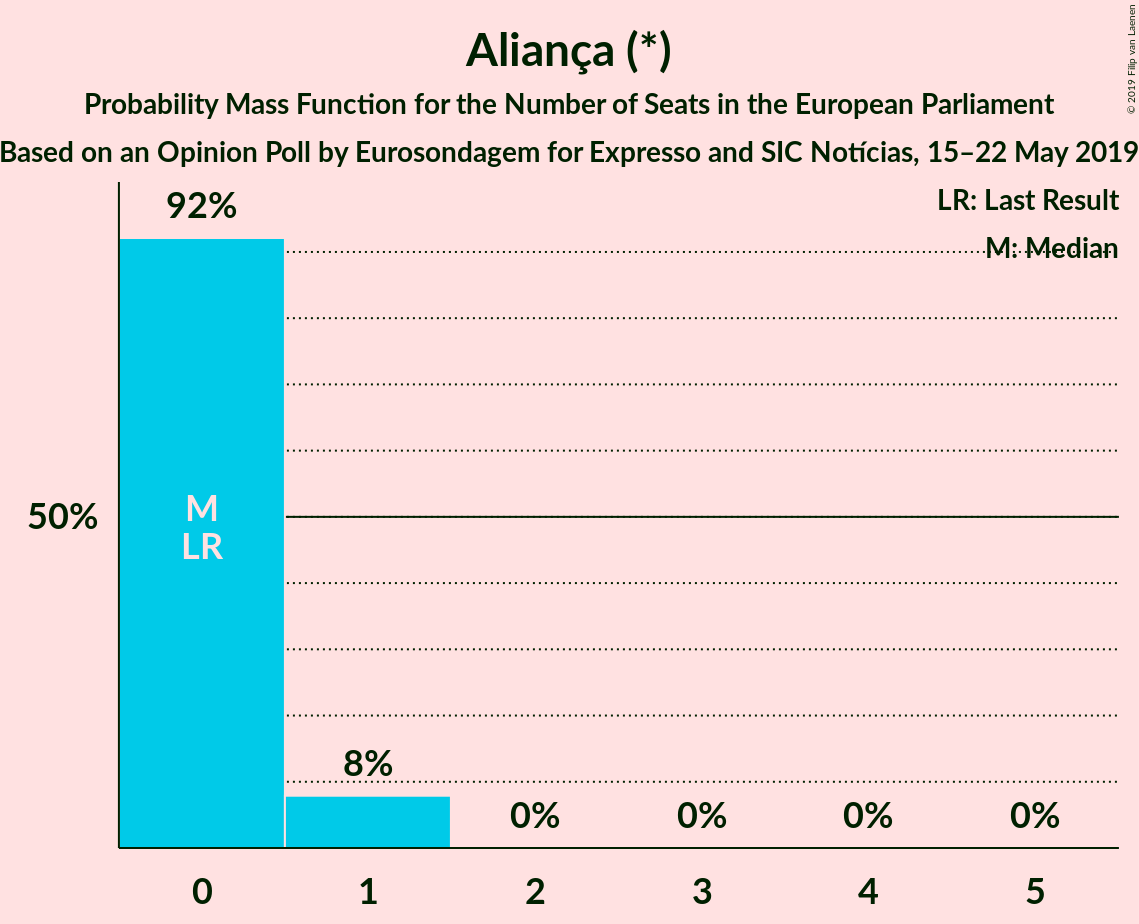 Aliança (*)
Probability Mass Function for the Number of Seats in the European Parliament
Based on an Opinion Poll by Eurosondagem for Expresso and SIC Notícias, 15–22 May 2019
© 2019 Filip van Laenen
LR: Last Result
M: Median
92%
50%
M
LR
8%
0%
0%
0%
0%
0
1
2
3
4
5